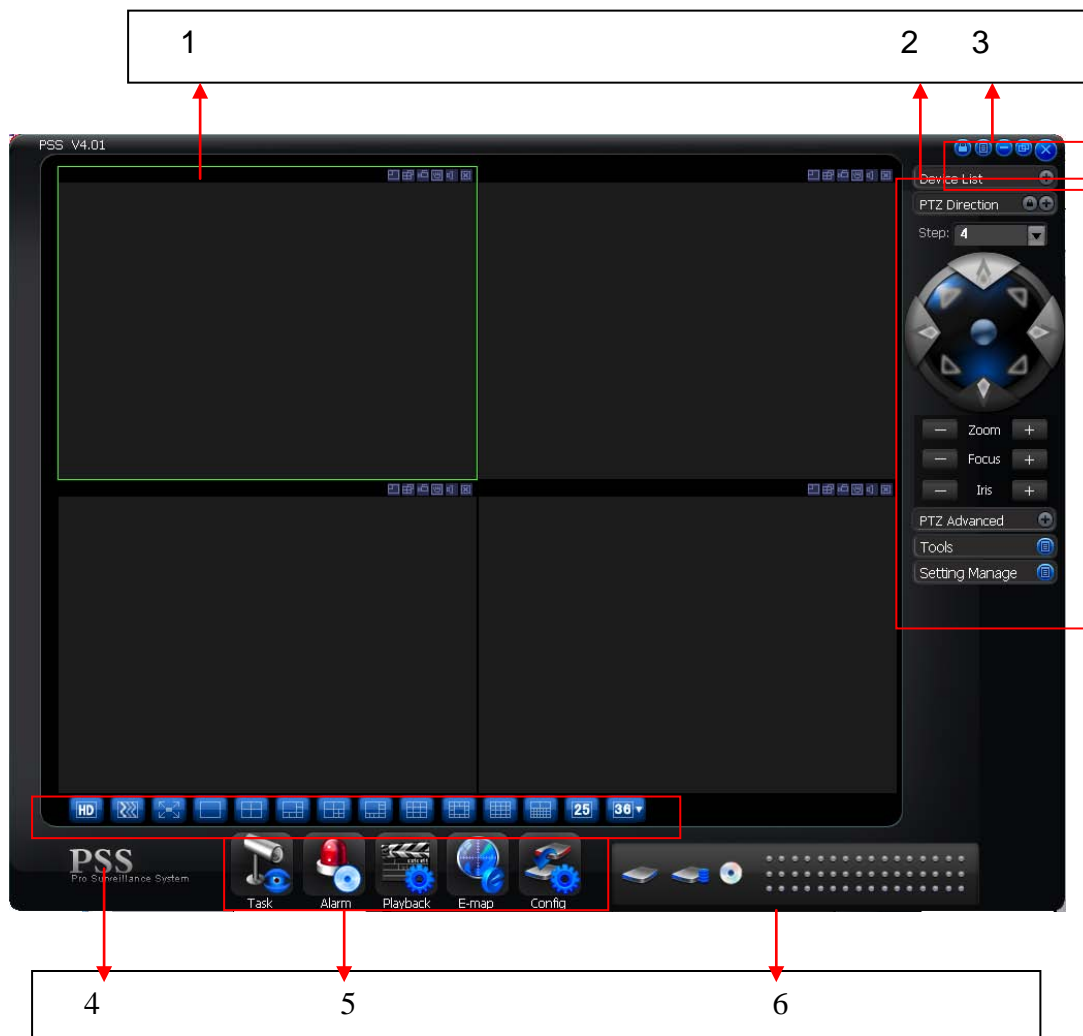 1 2 3
PSS V4.01
Device List
PTZ Direction
Step: 4
Zoom
Focus
Iris
PTZ Advanced
Tools
Setting Manage
HD 25 36
PSS
Pro Surveillance System
Task Alarm Playback E-map Config
4 5 6